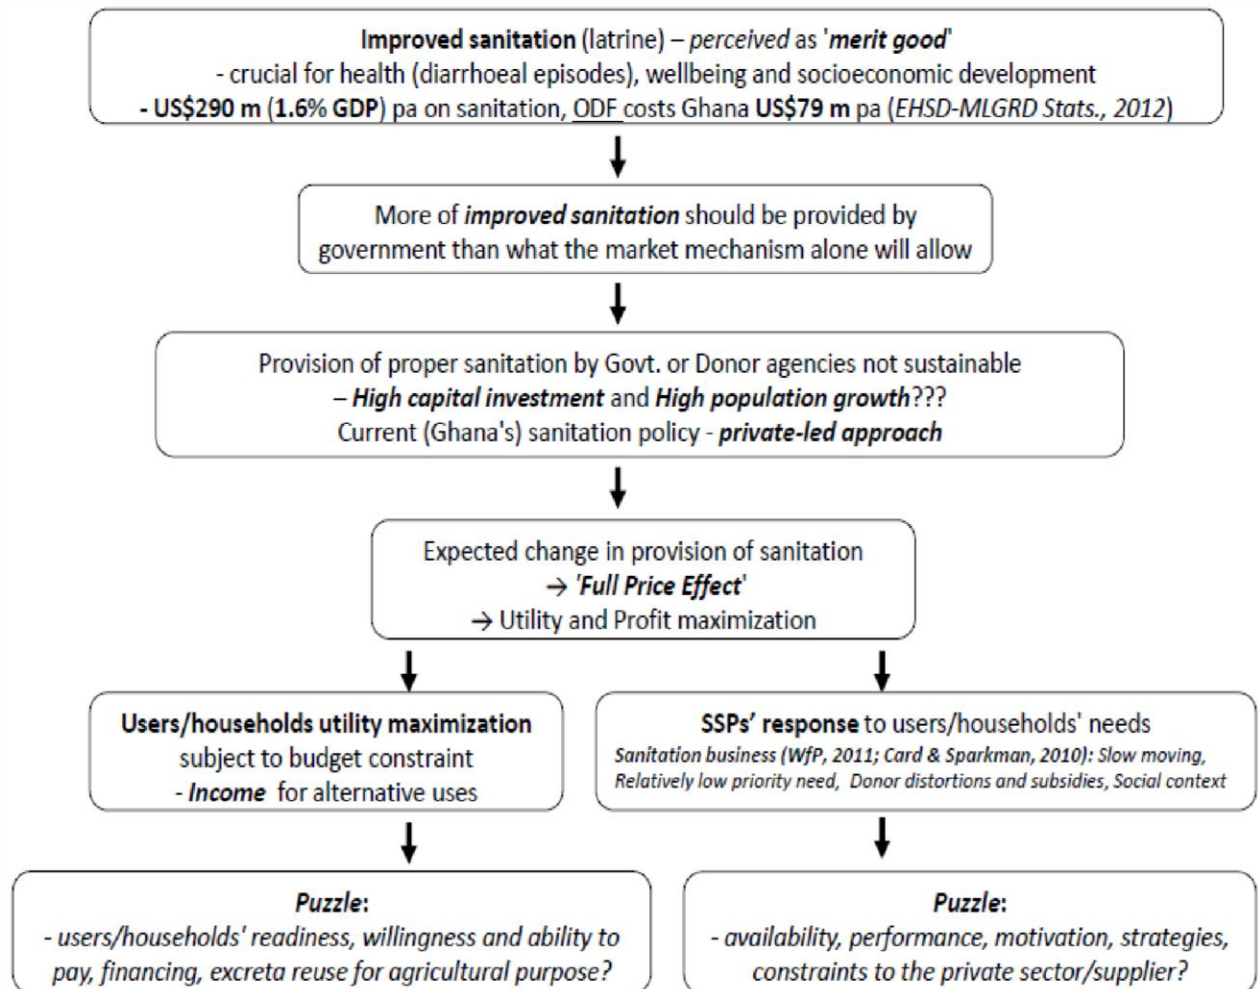 Improved sanitation (latrine) – perceived as 'merit good'
- crucial for health (diarrhoeal episodes), wellbeing and socioeconomic development
- US$290 m (1.6% GDP) pa on sanitation, ODF costs Ghana US$79 m pa (EHSD-MLGRD Stats., 2012)
More of improved sanitation should be provided by
government than what the market mechanism alone will allow
Provision of proper sanitation by Govt. or Donor agencies not sustainable
– High capital investment and High population growth???
Current (Ghana's) sanitation policy - private-led approach
Expected change in provision of sanitation
→ 'Full Price Effect'
→ Utility and Profit maximization
Users/households utility maximization
subject to budget constraint
- Income for alternative uses
SSPs' response to users/households' needs
Sanitation business (WfP, 2011; Card & Sparkman, 2010): Slow moving,
Relatively low priority need, Donor distortions and subsidies, Social context
Puzzle:
- users/households' readiness, willingness and ability to
pay, financing, excreta reuse for agricultural purpose?
Puzzle:
- availability, performance, motivation, strategies,
constraints to the private sector/supplier?